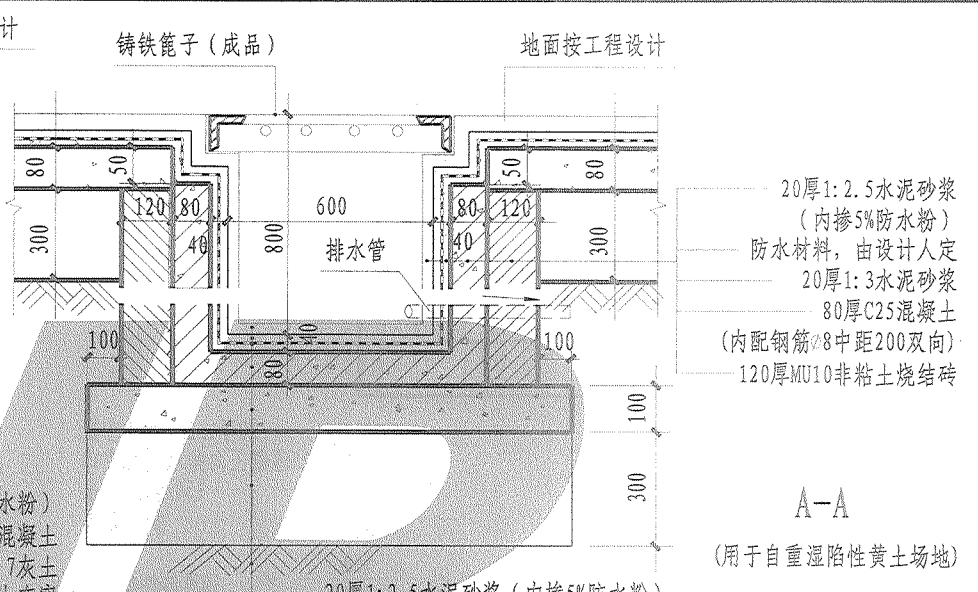 计
铸铁篦子（成品）
地面按工程设计
80
50
50
80
120
80
600
80
120
300
40
800
40
300
排水管
20厚1:2.5水泥砂浆
（内掺5%防水粉）
防水材料，由设计人定
20厚1:3水泥砂浆
80厚C25混凝土
(内配钢筋⌀8中距200双向)
120厚MU10非粘土烧结砖
100
40
80
100
100
300
A—A
(用于自重湿陷性黄土场地)
水粉）
混凝土
7灰土
20厚1:2.5水泥砂浆（内掺5%防水粉）